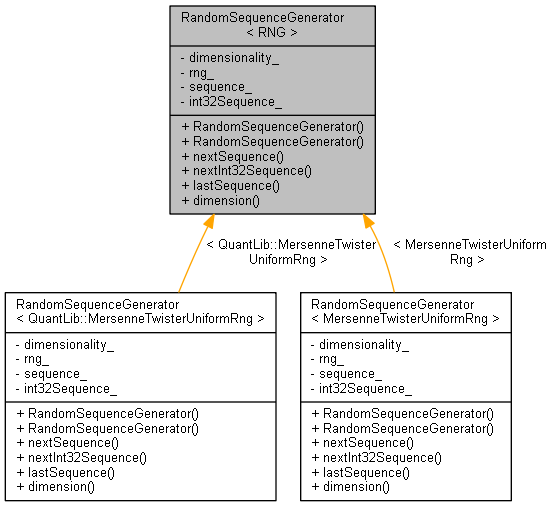 RandomSequenceGenerator
< RNG >
- dimensionality_
- rng_
- sequence_
- int32Sequence_
+ RandomSequenceGenerator()
+ RandomSequenceGenerator()
+ nextSequence()
+ nextInt32Sequence()
+ lastSequence()
+ dimension()
< QuantLib::MersenneTwister
UniformRng >
< MersenneTwisterUniform
Rng >
RandomSequenceGenerator
< QuantLib::MersenneTwisterUniformRng >
- dimensionality_
- rng_
- sequence_
- int32Sequence_
+ RandomSequenceGenerator()
+ RandomSequenceGenerator()
+ nextSequence()
+ nextInt32Sequence()
+ lastSequence()
+ dimension()
RandomSequenceGenerator
< MersenneTwisterUniformRng >
- dimensionality_
- rng_
- sequence_
- int32Sequence_
+ RandomSequenceGenerator()
+ RandomSequenceGenerator()
+ nextSequence()
+ nextInt32Sequence()
+ lastSequence()
+ dimension()